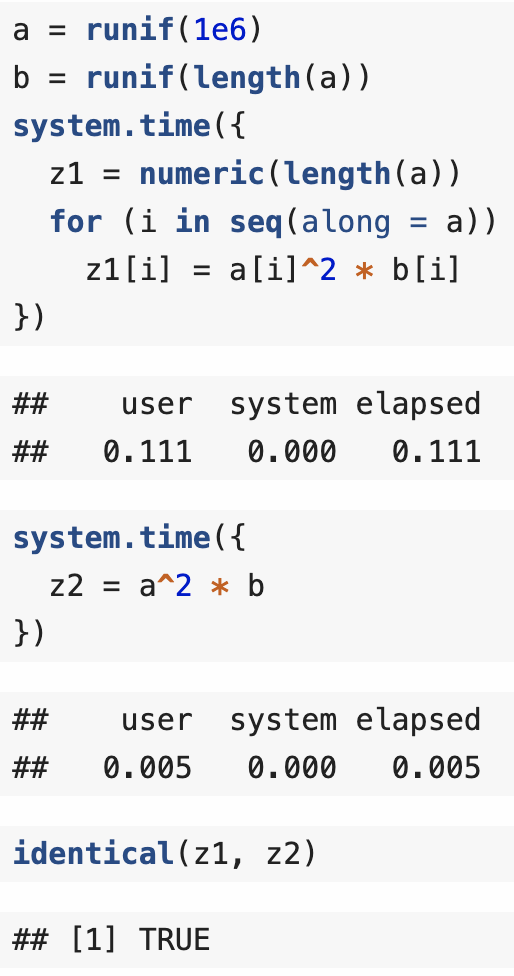 a = runif(1e6)
b = runif(length(a))
system.time({
  z1 = numeric(length(a))
  for (i in seq(along = a))
    z1[i] = a[i]^2 * b[i]
})
##    user  system elapsed
##   0.111   0.000   0.111
system.time({
  z2 = a^2 * b
})
##    user  system elapsed
##   0.005   0.000   0.005
identical(z1, z2)
## [1] TRUE